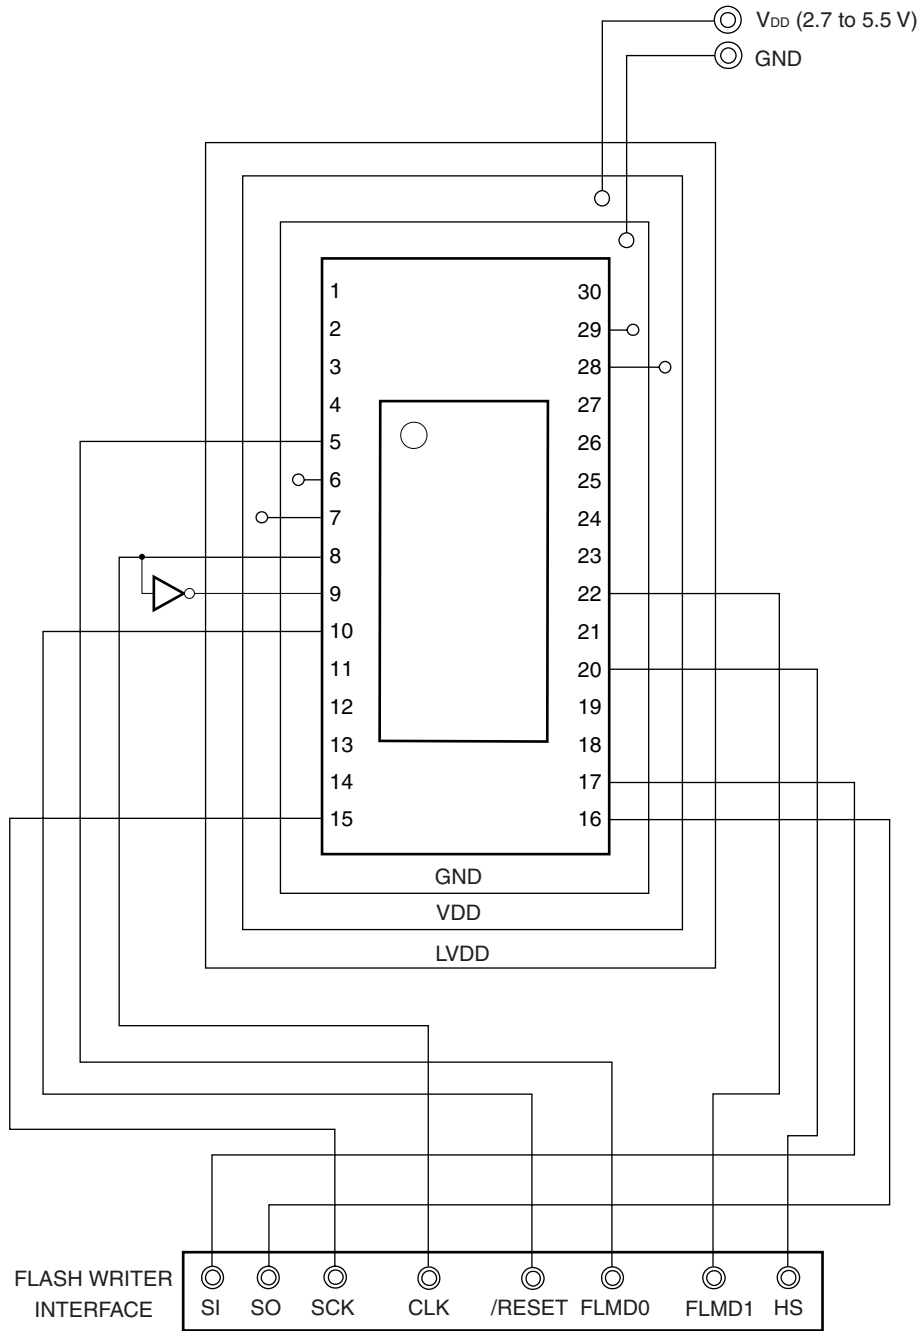 VDD (2.7 to 5.5 V)
GND
1 30
2 29
3 28
4 27
5 26
6 25
7 24
8 23
9 22
10 21
11 20
12 19
13 18
14 17
15 16
GND
VDD
LVDD
FLASH WRITER
INTERFACE
SI SO SCK CLK /RESET FLMD0 FLMD1 HS